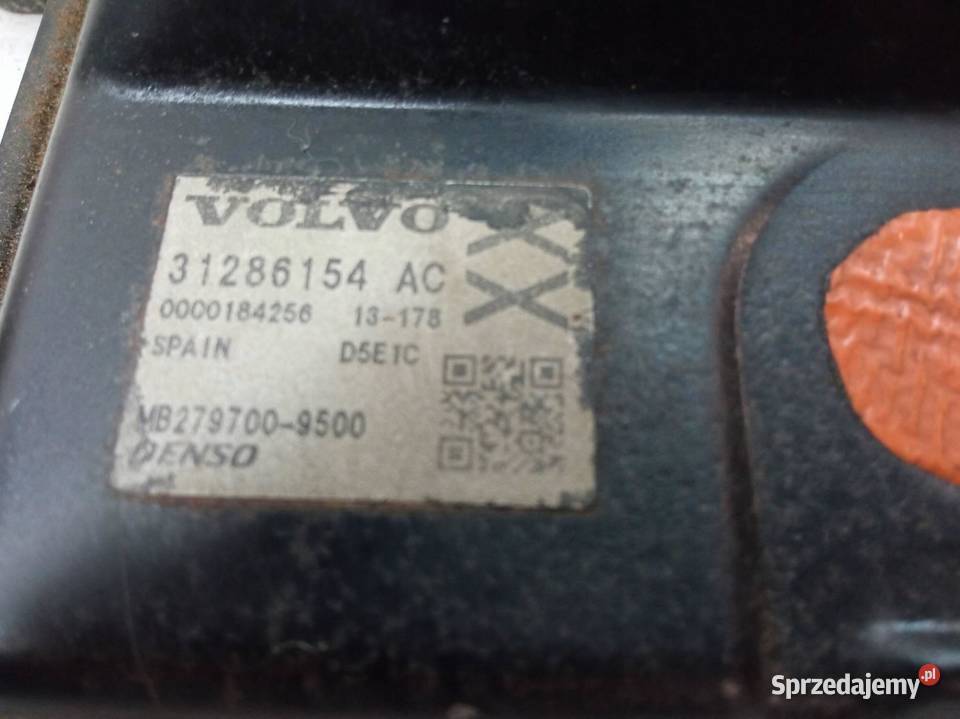 VOLVO
31286154 AC
0000184256 13-178
SPAIN D5E1C
MB279700-9500
DENSO
Sprzedajemy.pl